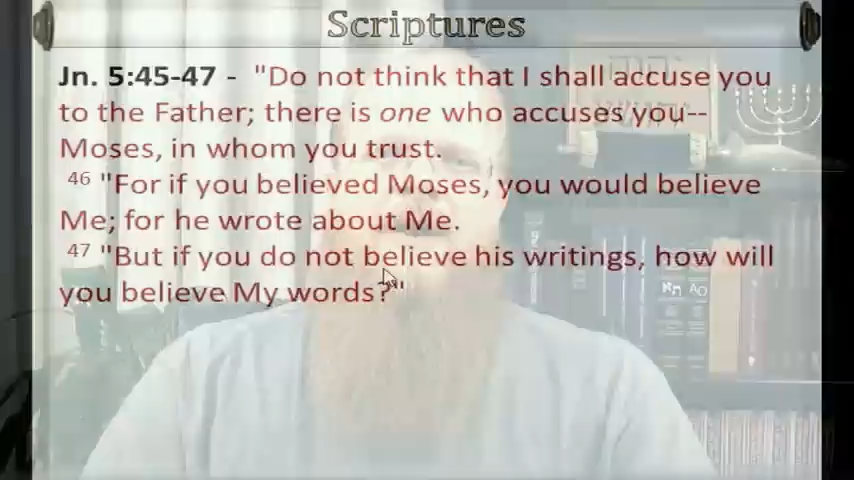 Scriptures
Jn. 5:45-47 - "Do not think that I shall accuse you
to the Father; there is one who accuses you--
Moses, in whom you trust.
46 "For if you believed Moses, you would believe
Me; for he wrote about Me.
47 "But if you do not believe his writings, how will
you believe My words?"